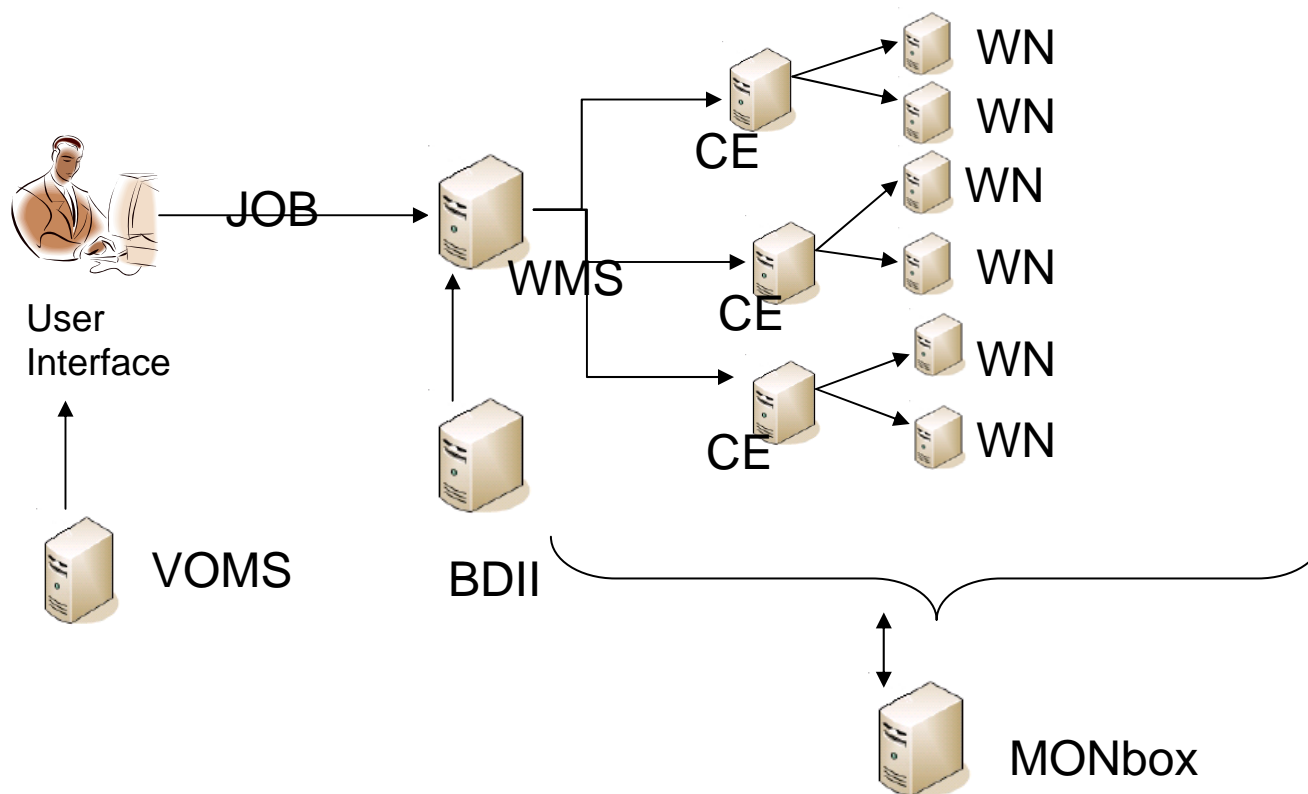 WN
WN
CE
WN
JOB
WN
WMS
CE
User
Interface
WN
WN
CE
VOMS
BDII
MONbox